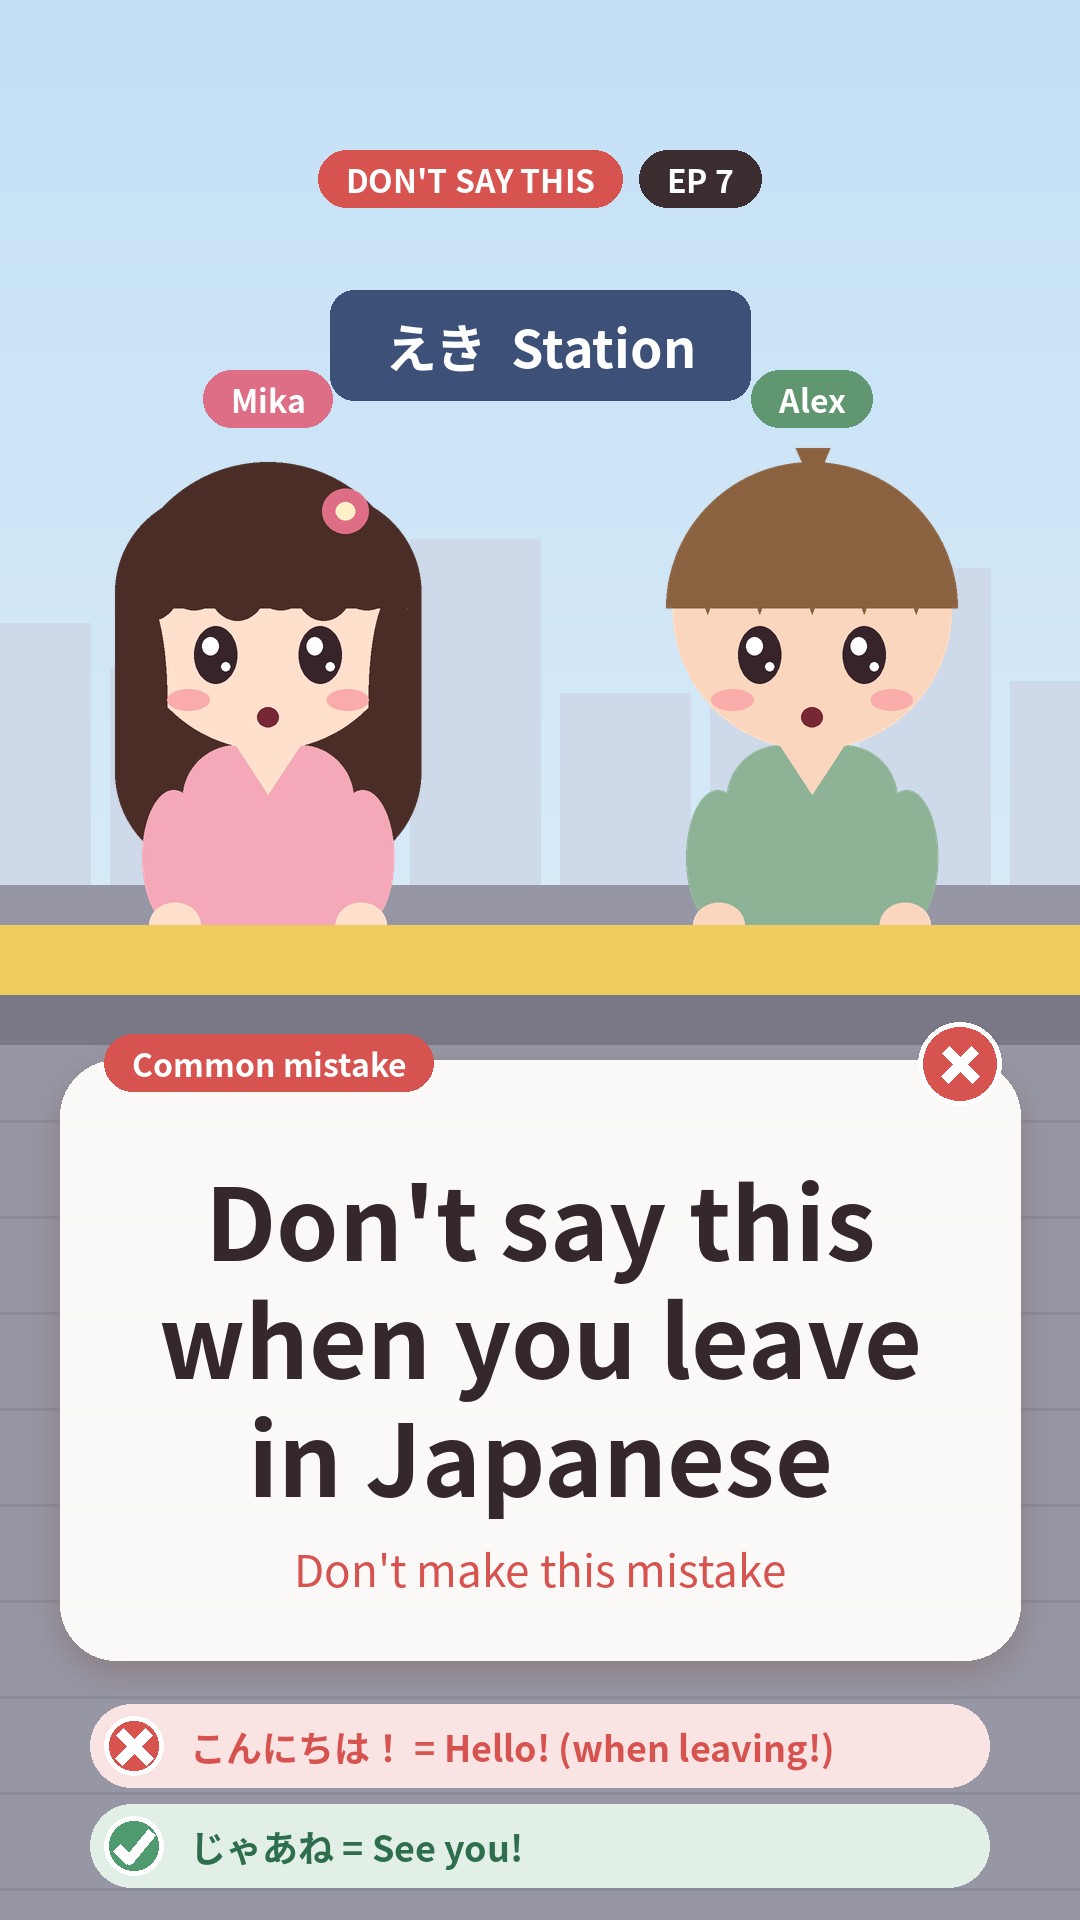 DON'T SAY THIS
EP 7
えき Station
Mika
Alex
Common mistake
Don't say this
when you leave
in Japanese
Don't make this mistake
こんにちは！ = Hello! (when leaving!)
じゃあね = See you!